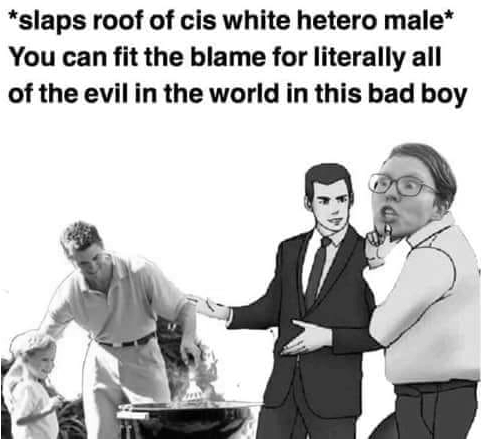 *slaps roof of cis white hetero male*
You can fit the blame for literally all
of the evil in the world in this bad boy